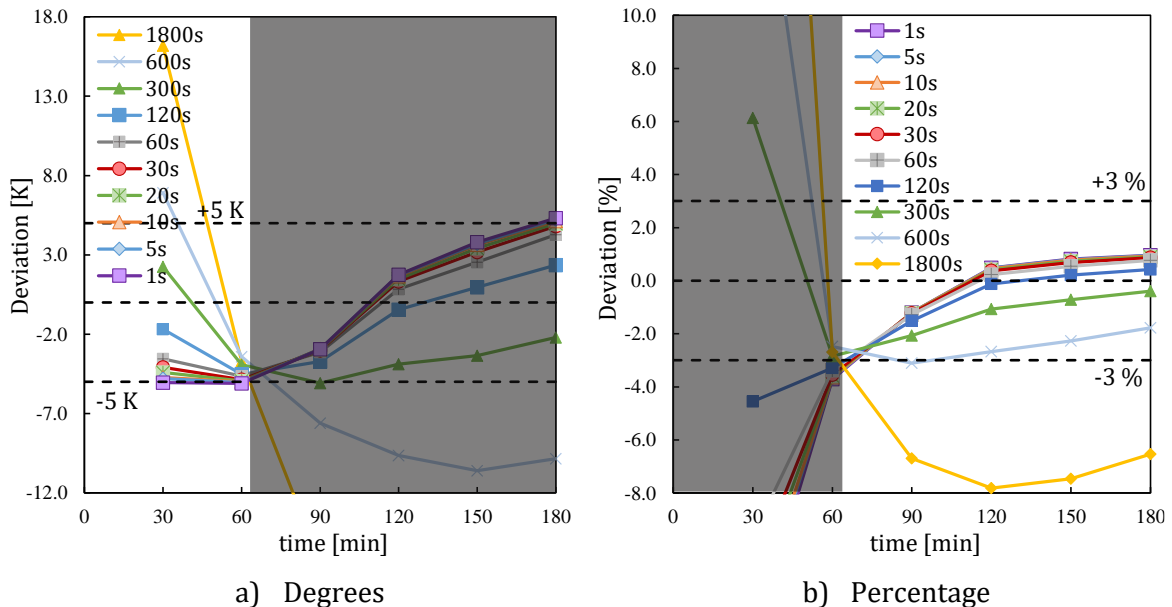 18.0
13.0
8.0
3.0
-2.0
-7.0
-12.0
Deviation [K]
1800s
600s
300s
120s
60s
30s
20s
10s
5s
1s
+5 K
-5 K
0 30 60 90 120 150 180
time [min]
a) Degrees
10.0
8.0
6.0
4.0
2.0
0.0
-2.0
-4.0
-6.0
-8.0
Deviation [%]
1s
5s
10s
20s
30s
60s
120s
300s
600s
1800s
+3 %
-3 %
0 30 60 90 120 150 180
time [min]
b) Percentage